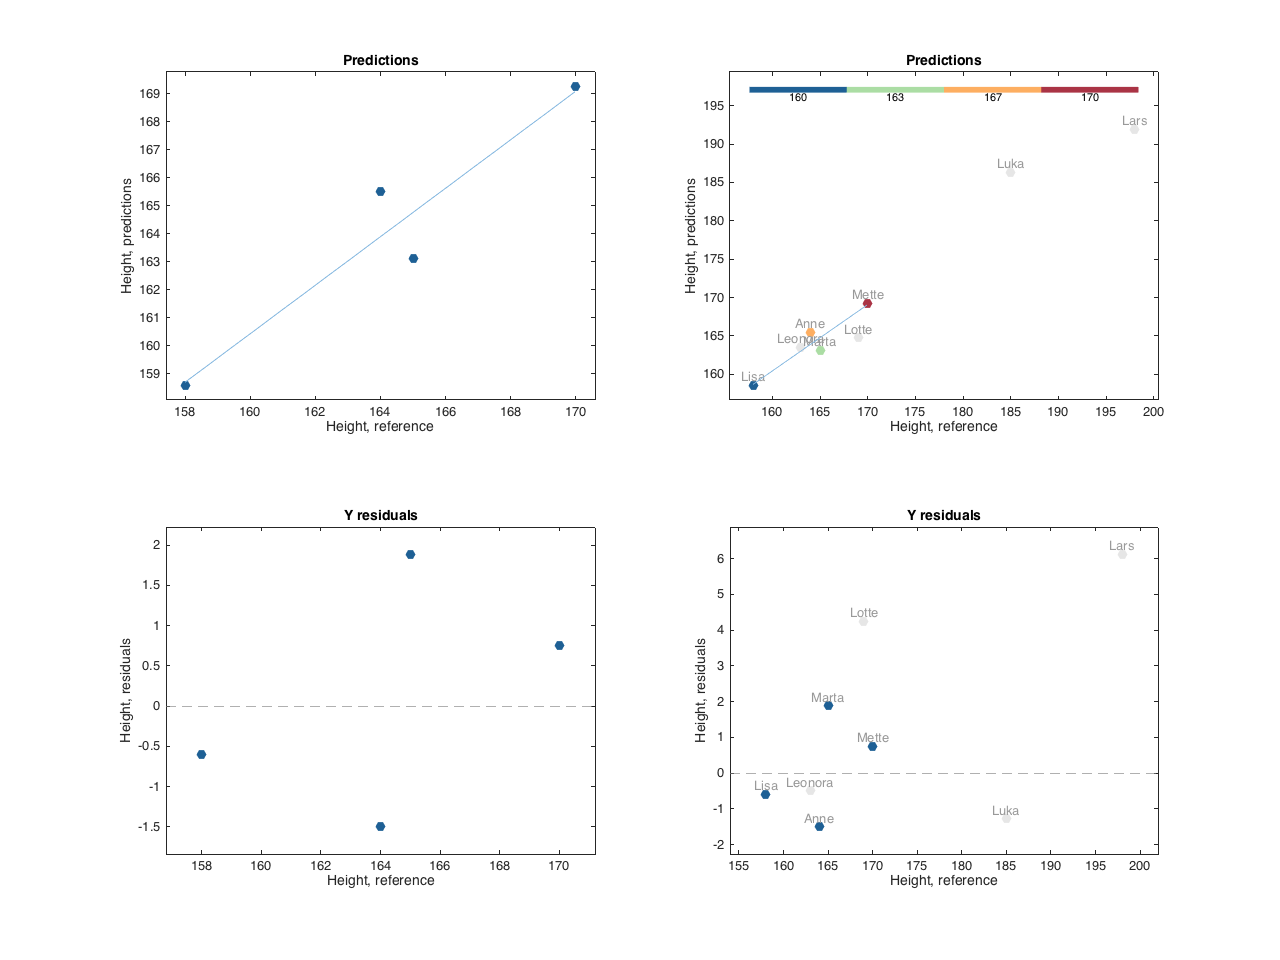 Predictions
169
168
167
166
165
164
163
162
161
160
159
Height, predictions
158 160 162 164 166 168 170
Height, reference
Predictions
160 163 167 170
195
190
185
180
175
170
165
160
Height, predictions
Lars
Luka
Mette
Anne
Lotte
Leonora
Marta
Lisa
160 165 170 175 180 185 190 195 200
Height, reference
Y residuals
2
1.5
1
0.5
0
-0.5
-1
-1.5
Height, residuals
158 160 162 164 166 168 170
Height, reference
Y residuals
6
5
4
3
2
1
0
-1
-2
Height, residuals
Lars
Lotte
Marta
Mette
Lisa
Leonora
Anne
Luka
155 160 165 170 175 180 185 190 195 200
Height, reference